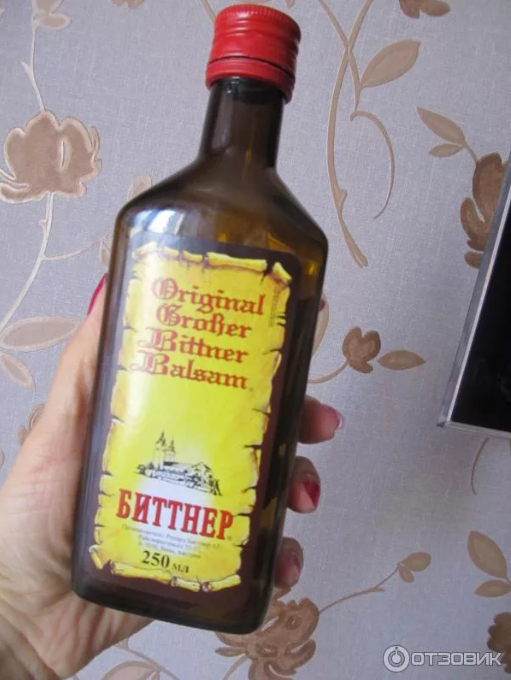 Original
Großer
Bittner
Balsam
БИТТНЕР
250 мл
ОТЗОВИК